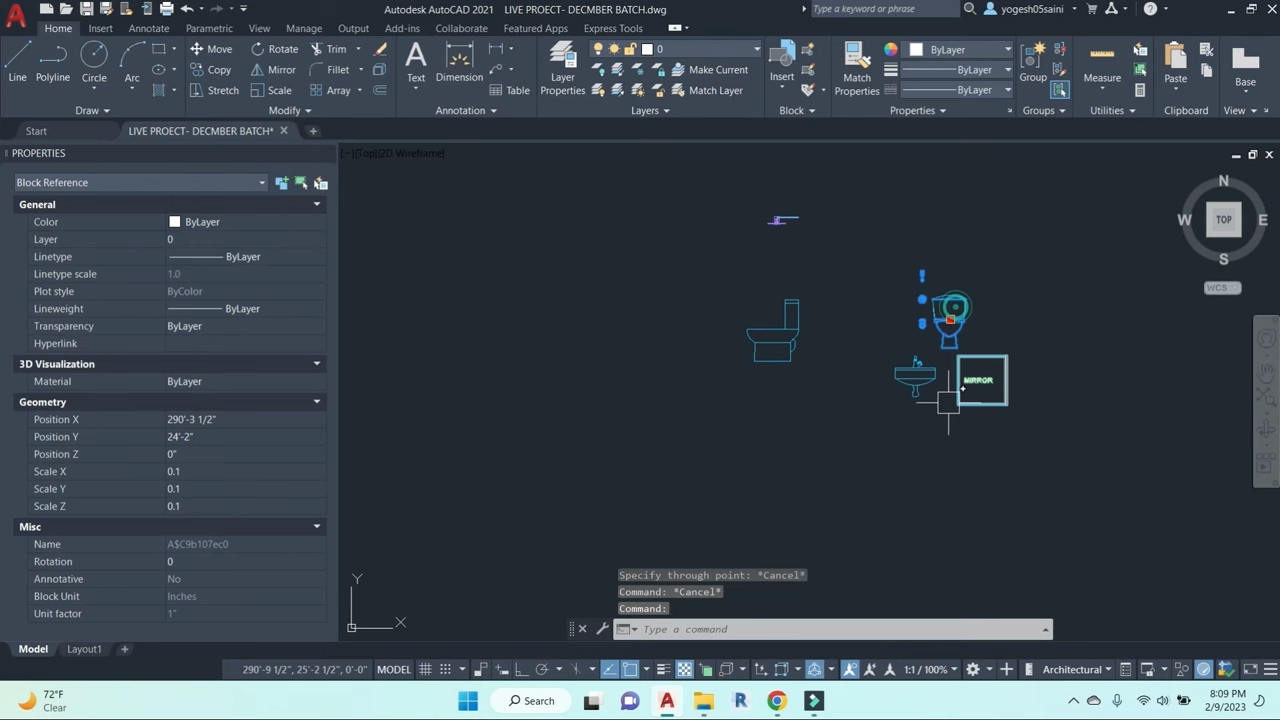 Autodesk AutoCAD 2021 LIVE PROECT- DECMBER BATCH.dwg Type a keyword or phrase yogesh05saini
Home Insert Annotate Parametric View Manage Output Add-ins Collaborate Featured Apps Express Tools
Line Polyline Circle Arc Move Rotate Trim Text Dimension Layer Properties 0 Insert Match Properties ByLayer Group Measure Paste Base
Copy Mirror Fillet Make Current ByLayer
Stretch Scale Array Table Match Layer ByLayer
Draw Modify Annotation Layers Block Properties Groups Utilities Clipboard View
Start LIVE PROECT- DECMBER BATCH*
PROPERTIES
[−][Top][2D Wireframe]
Block Reference
General
Color ByLayer
Layer 0
Linetype ByLayer
Linetype scale 1.0
Plot style ByColor
Lineweight ByLayer
Transparency ByLayer
Hyperlink
3D Visualization
Material ByLayer
Geometry
Position X 290'-3 1/2"
Position Y 24'-2"
Position Z 0"
Scale X 0.1
Scale Y 0.1
Scale Z 0.1
Misc
Name A$C9b107ec0
Rotation 0
Annotative No
Block Unit Inches
Unit factor 1"
N
W TOP E
S
WCS
MIRROR
Y
X
Specify through point: *Cancel*
Command: *Cancel*
Command:
Type a command
Model Layout1
290'-9 1/2", 25'-2 1/2", 0'-0" MODEL 1:1 / 100% Architectural
72°F
Clear
Search
8:09 PM
2/9/2023